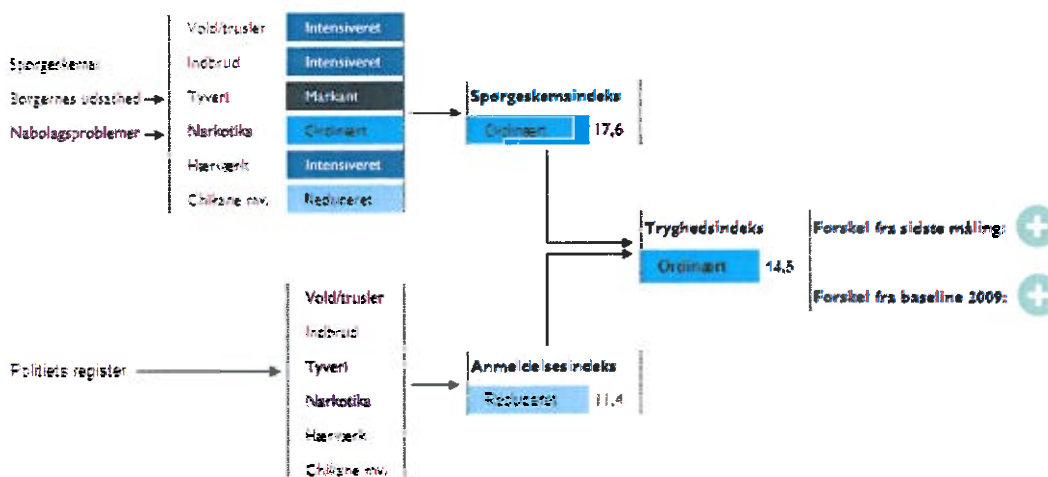 Spørgeskema:
Borgernes udsathed
Nabolagsproblemer
Vold/trusler Intensiveret
Indbrud Intensiveret
Tyveri Markant
Narkotika Ordinært
Hærværk Intensiveret
Chikane mv. Reduceret
Spørgeskemaindeks
Ordinært 17,6
Tryghedsindeks
Ordinært 14,5
Forskel fra sidste måling:
Forskel fra baseline 2009:
Politiets register
Vold/trusler
Indbrud
Tyveri
Narkotika
Hærværk
Chikane mv.
Anmeldelsesindeks
Reduceret 11,4